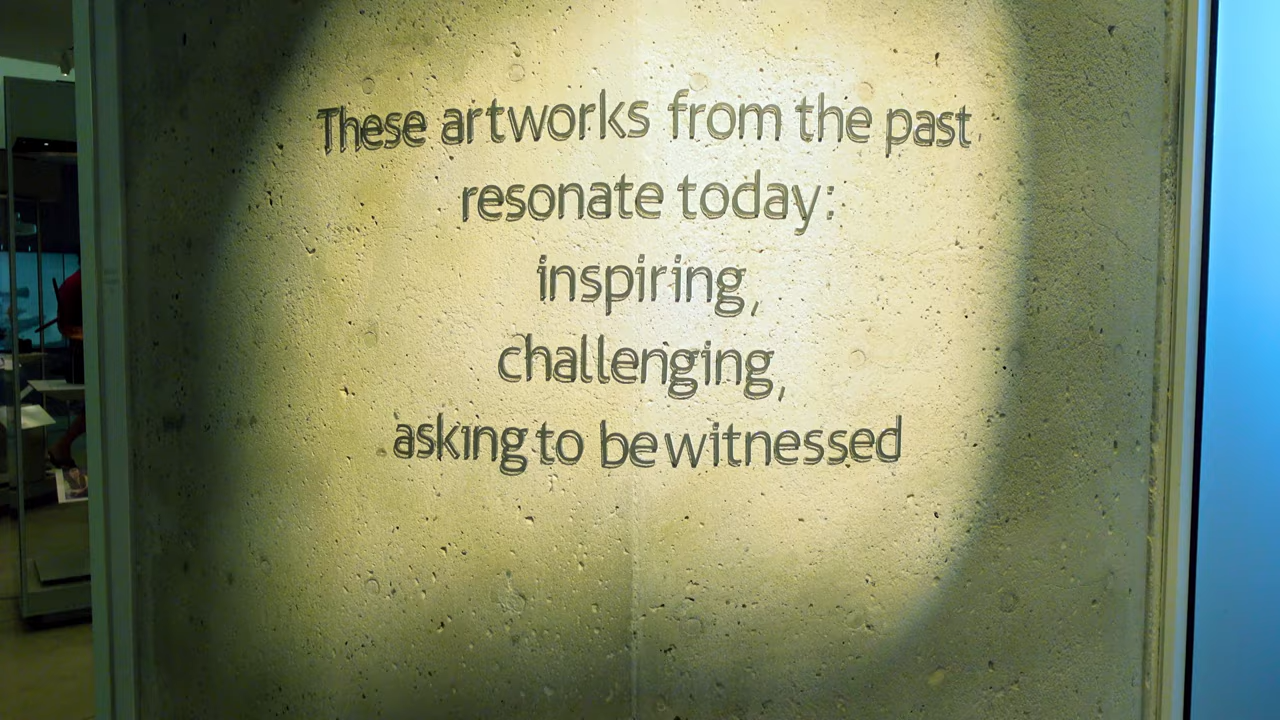 These artworks from the past
resonate today:
inspiring,
challenging,
asking to be witnessed